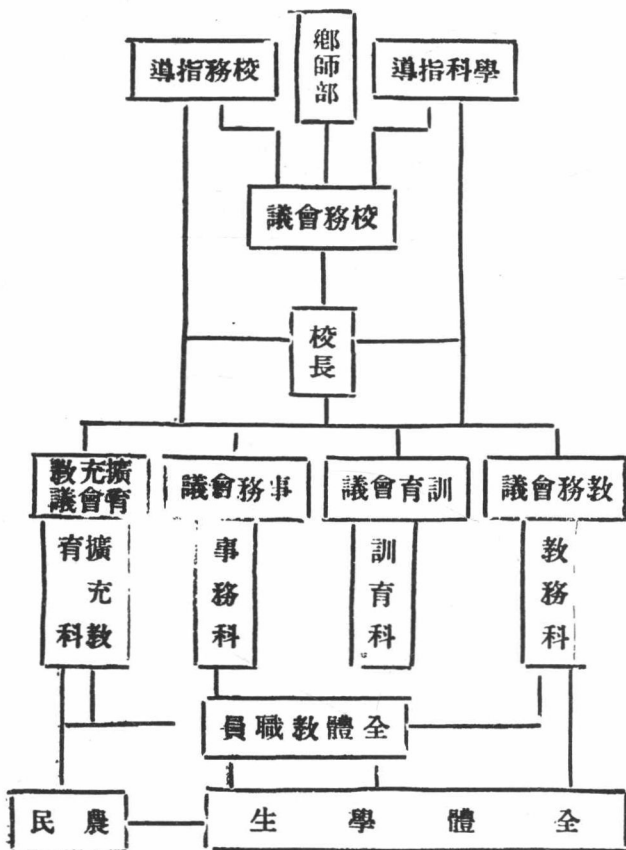 鄉師部
學科指導
校務指導
校務會議
校長
教務會議
訓育會議
事務會議
擴充教
育會議
教務科
訓育科
事務科
擴充教
育科
全體教職員
全體學生
農民